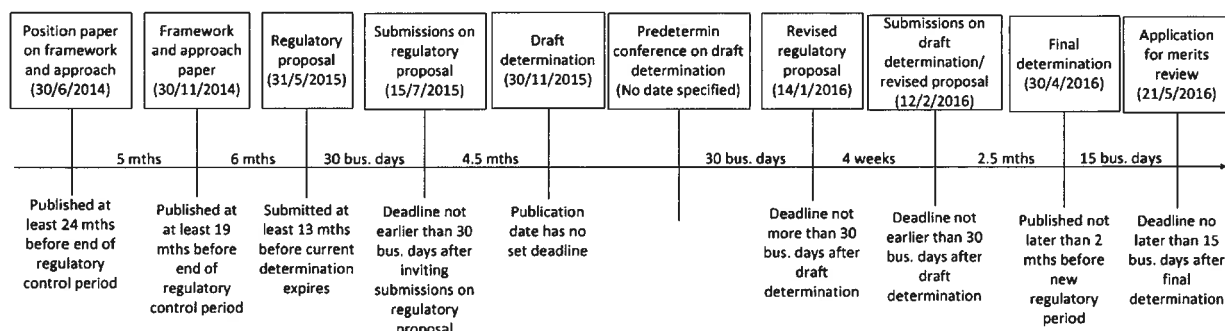 Position paper
on framework
and approach
(30/6/2014)
Framework
and approach
paper
(30/11/2014)
Regulatory
proposal
(31/5/2015)
Submissions on
regulatory
proposal
(15/7/2015)
Draft
determination
(30/11/2015)
Predetermin
conference on draft
determination
(No date specified)
Revised
regulatory
proposal
(14/1/2016)
Submissions on
draft
determination/
revised proposal
(12/2/2016)
Final
determination
(30/4/2016)
Application
for merits
review
(21/5/2016)
5 mths
6 mths
30 bus. days
4.5 mths
30 bus. days
4 weeks
2.5 mths
15 bus. days
Published at
least 24 mths
before end of
regulatory
control period
Published at
at least 19
mths before
end of
regulatory
control period
Submitted at
least 13 mths
before current
determination
expires
Deadline not
earlier than 30
bus. days after
inviting
submissions on
regulatory
proposal
Publication
date has no
set deadline
Deadline not
more than 30
bus. days after
draft
determination
Deadline not
earlier than 30
bus. days after
draft
determination
Published not
later than 2
mths before
new
regulatory
period
Deadline no
later than 15
bus. days after
final
determination